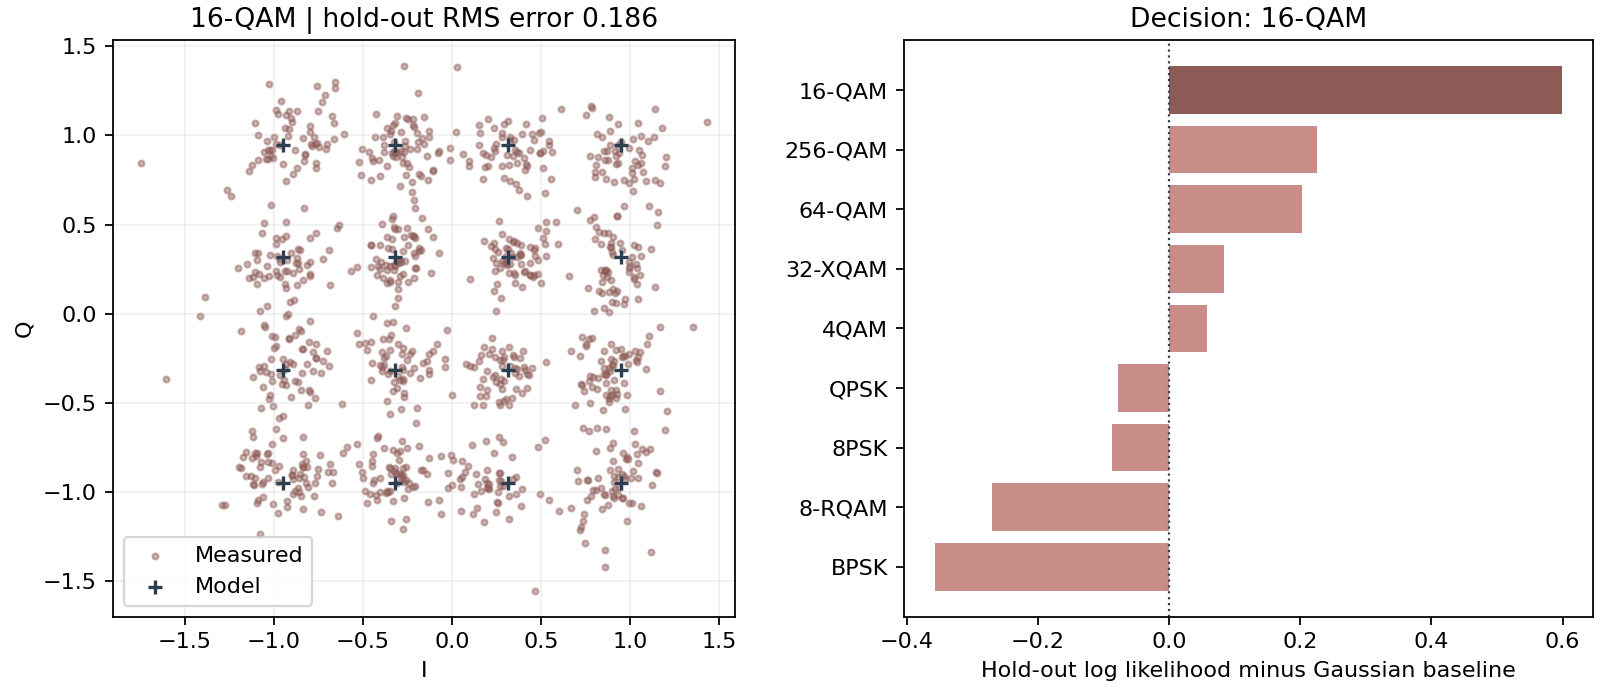 16-QAM | hold-out RMS error 0.186
1.5
1.0
0.5
0.0
−0.5
−1.0
−1.5
Q
−1.5 −1.0 −0.5 0.0 0.5 1.0 1.5
I
Measured
Model
Decision: 16-QAM
16-QAM
256-QAM
64-QAM
32-XQAM
4QAM
QPSK
8PSK
8-RQAM
BPSK
−0.4 −0.2 0.0 0.2 0.4 0.6
Hold-out log likelihood minus Gaussian baseline